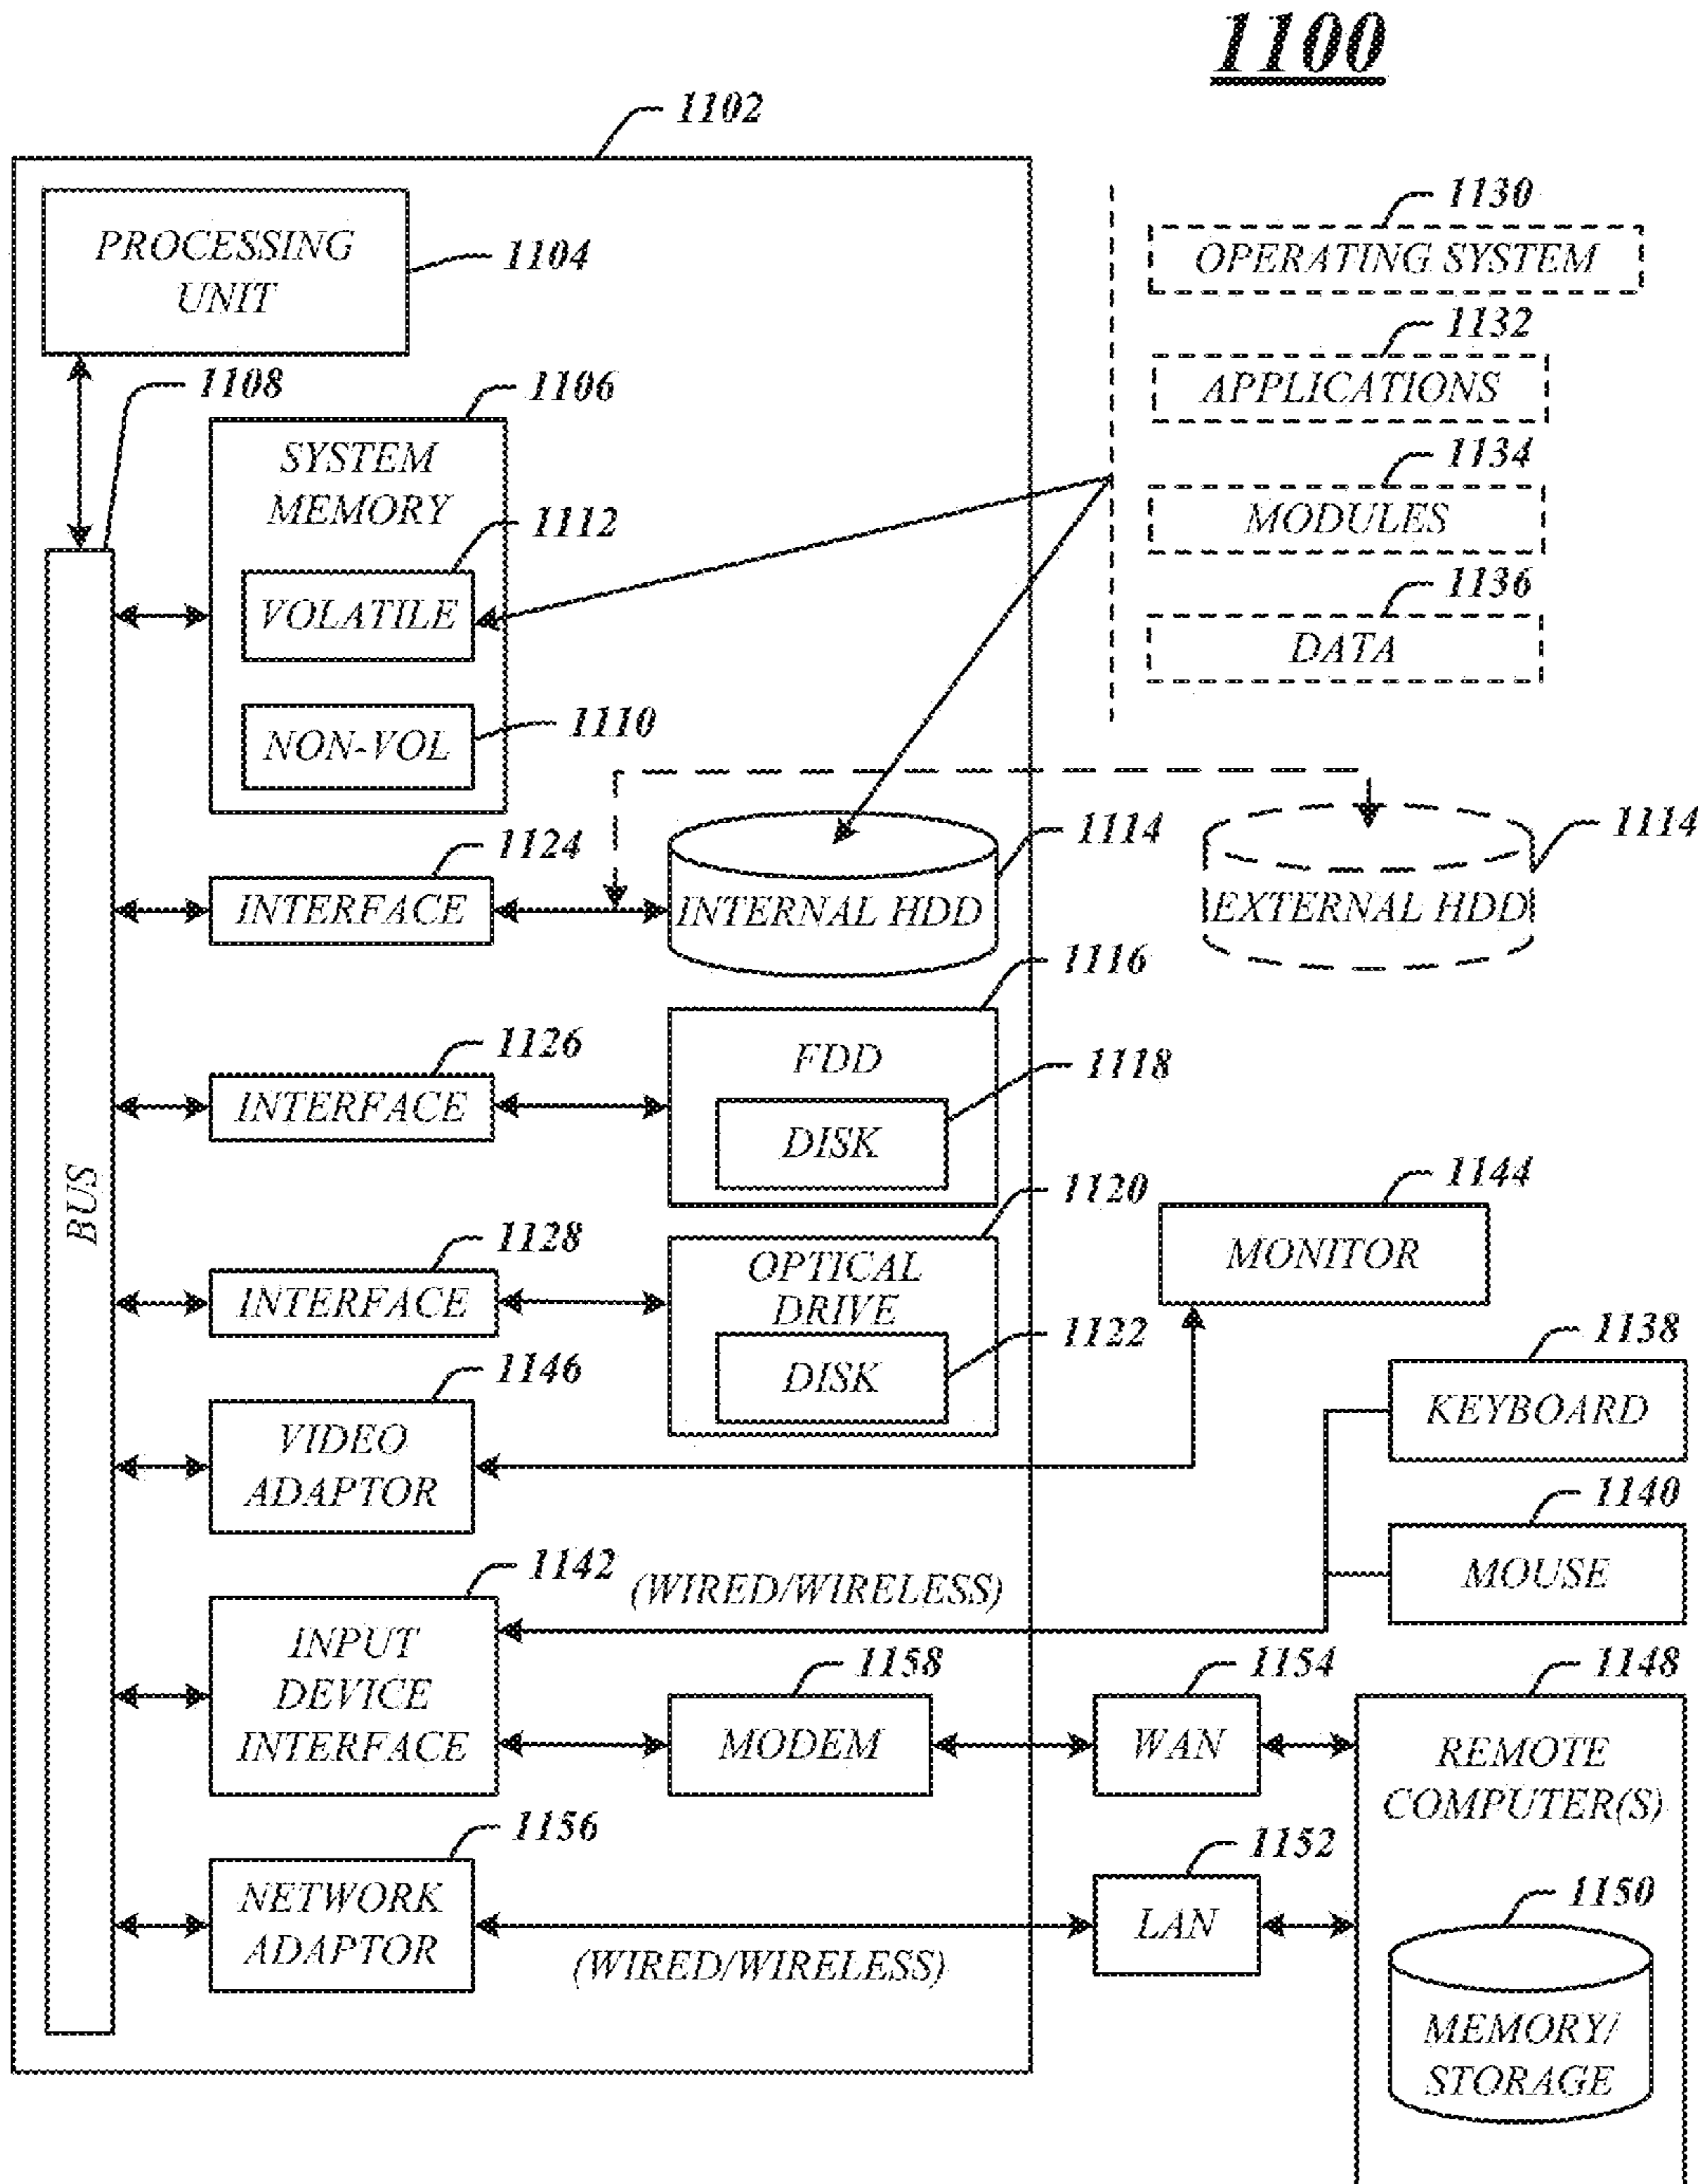 1100
1102
PROCESSING
UNIT
1104
1130
OPERATING SYSTEM
1132
APPLICATIONS
1134
MODULES
1136
DATA
1108
1106
SYSTEM
MEMORY
1112
VOLATILE
1110
NON-VOL
BUS
1124
INTERFACE
1114
INTERNAL HDD
1114
EXTERNAL HDD
1126
INTERFACE
1116
FDD
1118
DISK
1128
INTERFACE
1120
OPTICAL
DRIVE
1122
DISK
1144
MONITOR
1146
VIDEO
ADAPTOR
1138
KEYBOARD
1140
MOUSE
1142
INPUT
DEVICE
INTERFACE
(WIRED/WIRELESS)
1158
MODEM
1154
WAN
1148
REMOTE
COMPUTER(S)
1156
NETWORK
ADAPTOR
(WIRED/WIRELESS)
1152
LAN
1150
MEMORY/
STORAGE